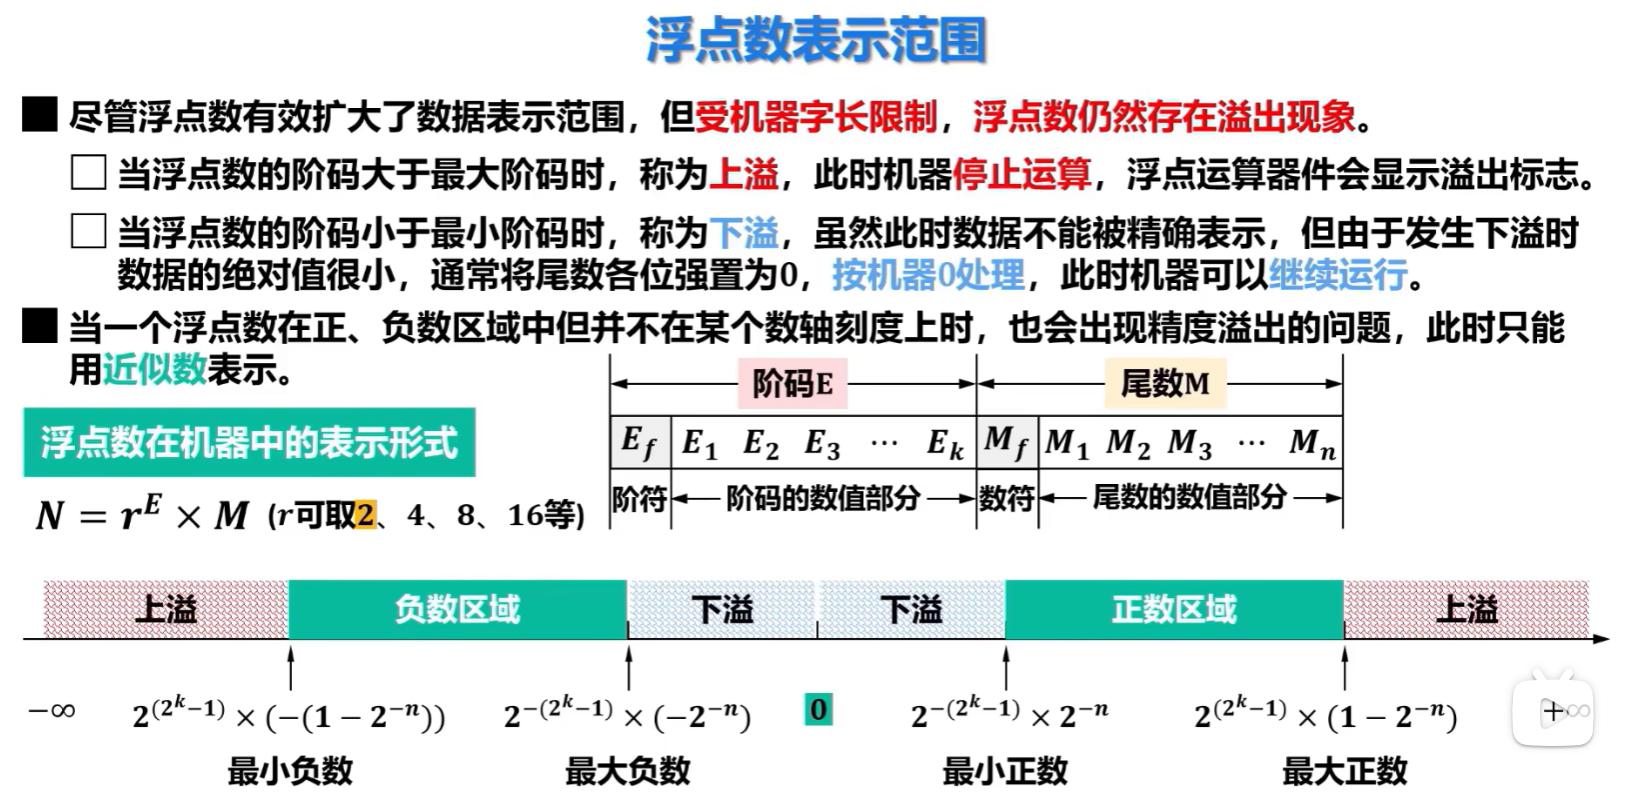 浮点数表示范围
尽管浮点数有效扩大了数据表示范围，但受机器字长限制，浮点数仍然存在溢出现象。
当浮点数的阶码大于最大阶码时，称为上溢，此时机器停止运算，浮点运算器件会显示溢出标志。
当浮点数的阶码小于最小阶码时，称为下溢，虽然此时数据不能被精确表示，但由于发生下溢时
数据的绝对值很小，通常将尾数各位强置为0，按机器0处理，此时机器可以继续运行。
当一个浮点数在正、负数区域中但并不在某个数轴刻度上时，也会出现精度溢出的问题，此时只能
用近似数表示。
阶码E 尾数M
浮点数在机器中的表示形式
E_f E_1 E_2 E_3 ⋯ E_k M_f M_1 M_2 M_3 ⋯ M_n
阶符 阶码的数值部分 数符 尾数的数值部分
N = r^E × M (r可取2、4、8、16等)
上溢 负数区域 下溢 下溢 正数区域 上溢
−∞ 2^(2^k−1) × (−(1 − 2^−n)) 2^−(2^k−1) × (−2^−n) 0 2^−(2^k−1) × 2^−n 2^(2^k−1) × (1 − 2^−n) +∞
最小负数 最大负数 最小正数 最大正数